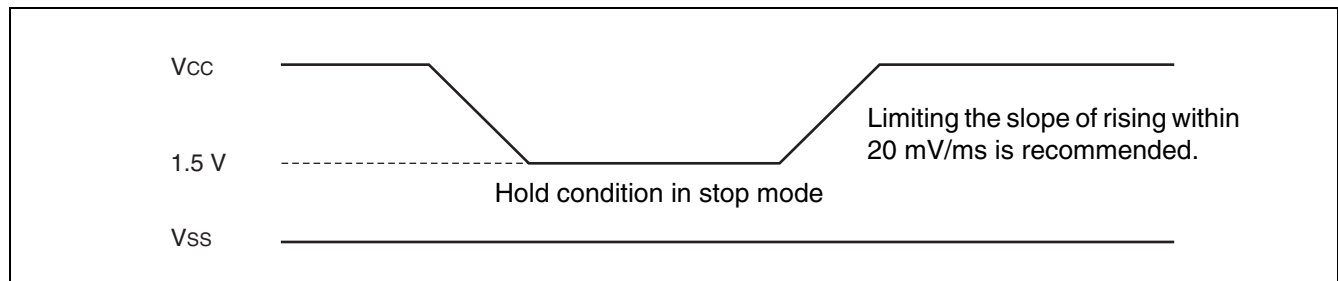 Vcc
Limiting the slope of rising within
20 mV/ms is recommended.
1.5 V
Hold condition in stop mode
Vss